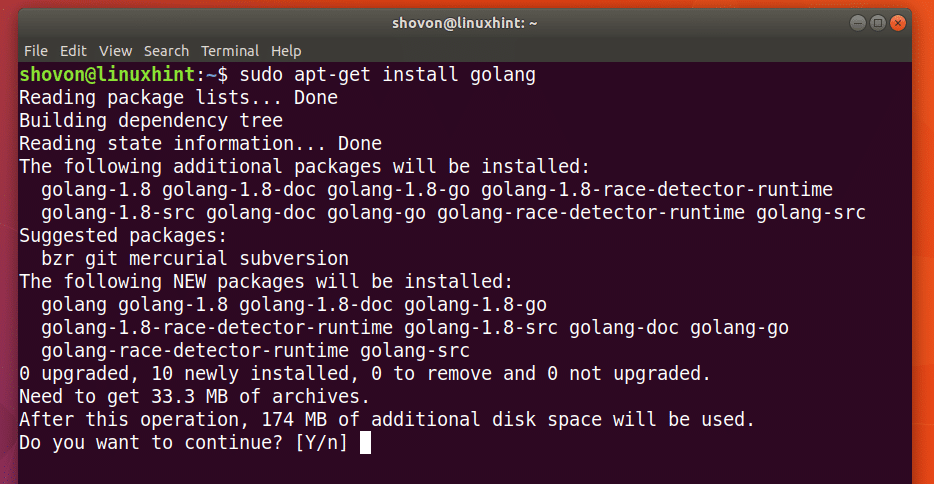 shovon@linuxhint: ~
File Edit View Search Terminal Help
shovon@linuxhint:~$ sudo apt-get install golang
Reading package lists... Done
Building dependency tree
Reading state information... Done
The following additional packages will be installed:
  golang-1.8 golang-1.8-doc golang-1.8-go golang-1.8-race-detector-runtime
  golang-1.8-src golang-doc golang-go golang-race-detector-runtime golang-src
Suggested packages:
  bzr git mercurial subversion
The following NEW packages will be installed:
  golang golang-1.8 golang-1.8-doc golang-1.8-go
  golang-1.8-race-detector-runtime golang-1.8-src golang-doc golang-go
  golang-race-detector-runtime golang-src
0 upgraded, 10 newly installed, 0 to remove and 0 not upgraded.
Need to get 33.3 MB of archives.
After this operation, 174 MB of additional disk space will be used.
Do you want to continue? [Y/n]